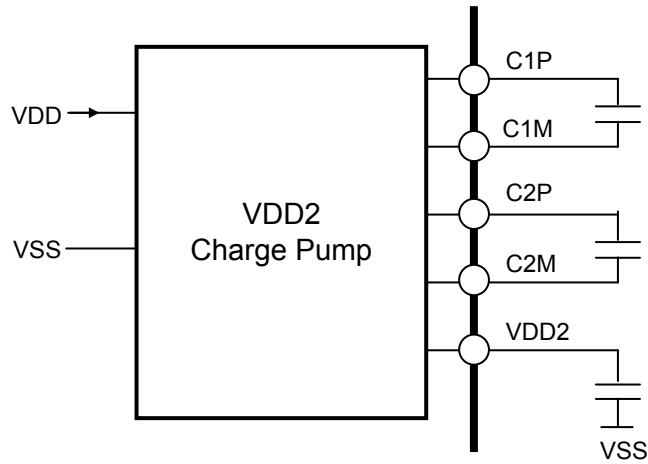 C1P
VDD
C1M
C2P
VDD2
Charge Pump
VSS
C2M
VDD2
VSS